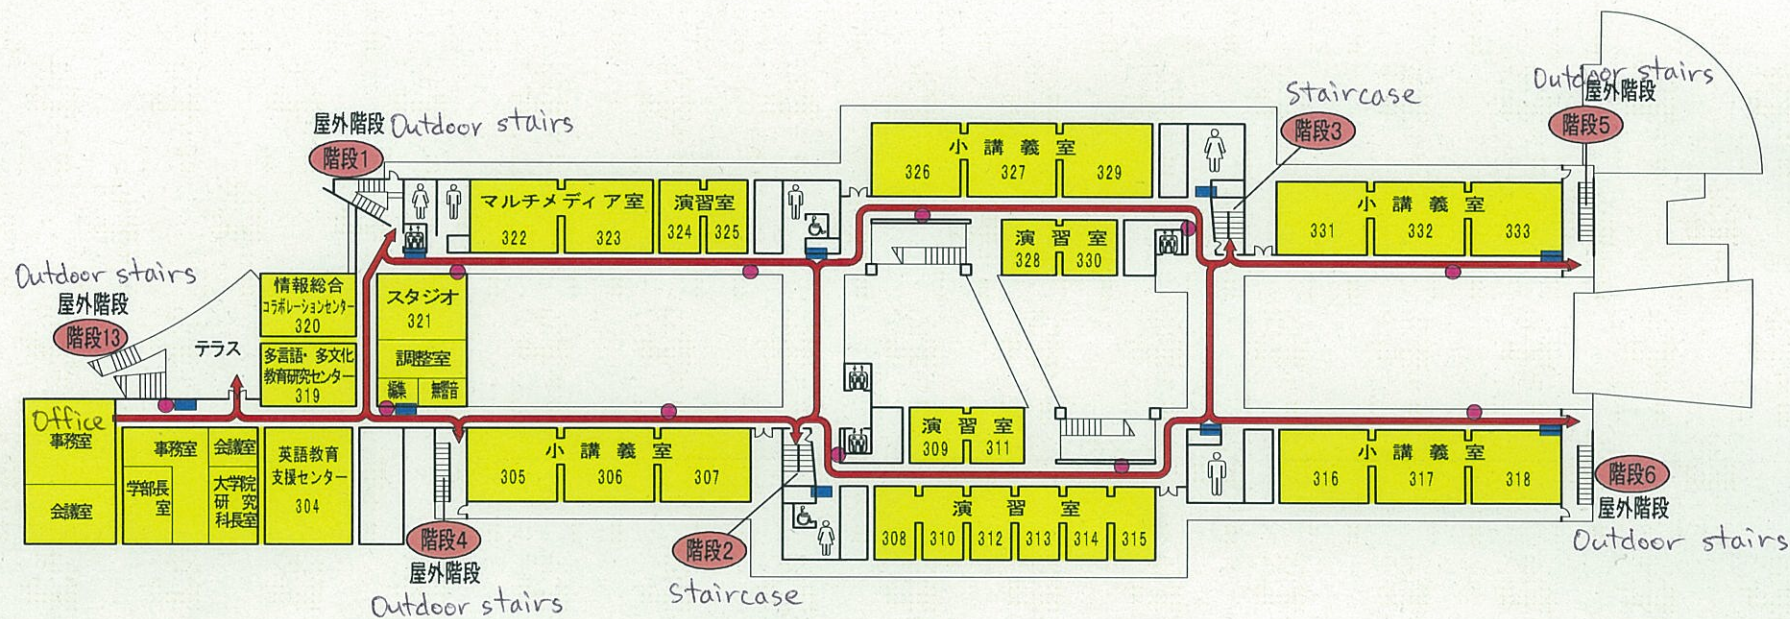 Outdoor stairs
屋外階段
階段13
屋外階段 Outdoor stairs
階段1
Staircase
階段3
Outdoor stairs
屋外階段
階段5
マルチメディア室
322 323
演習室
324 325
小講義室
326 327 329
演習室
328 330
小講義室
331 332 333
テラス
情報総合
コラボレーションセンター
320
多言語・多文化
教育研究センター
319
スタジオ
321
調整室
編集 無響音
Office
事務室
会議室
事務室
学部長
室
会議室
大学院
研究
科長室
英語教育
支援センター
304
小講義室
305 306 307
演習室
309 311
演習室
308 310 312 313 314 315
小講義室
316 317 318
階段4
屋外階段
Outdoor stairs
階段2
Staircase
階段6
屋外階段
Outdoor stairs